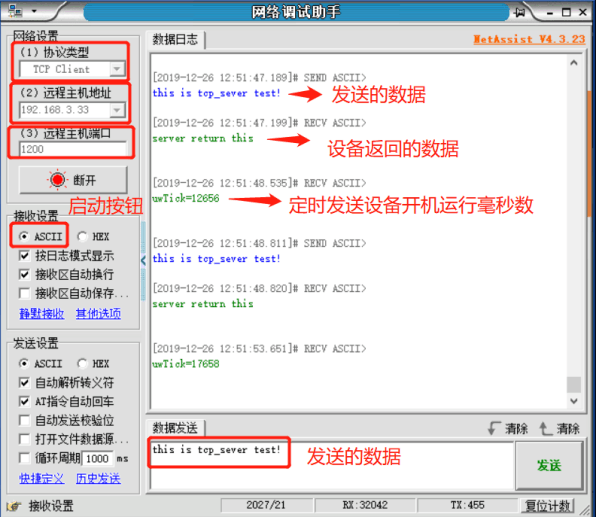 网络调试助手
网络设置
(1) 协议类型
TCP Client
(2) 远程主机地址
192.168.3.33
(3) 远程主机端口
1200
断开
启动按钮
接收设置
ASCII HEX
按日志模式显示
接收区自动换行
接收区自动保存...
静默接收 其他选项
发送设置
ASCII HEX
自动解析转义符
AT指令自动回车
自动发送校验位
打开文件数据源...
循环周期 1000 ms
快捷定义 历史发送
数据日志
NetAssist V4.3.23
[2019-12-26 12:51:47.189]# SEND ASCII>
this is tcp_sever test!
发送的数据
[2019-12-26 12:51:47.199]# RECV ASCII>
server return this
设备返回的数据
[2019-12-26 12:51:48.535]# RECV ASCII>
uwTick=12656
定时发送设备开机运行毫秒数
[2019-12-26 12:51:48.811]# SEND ASCII>
this is tcp_sever test!
[2019-12-26 12:51:48.820]# RECV ASCII>
server return this
[2019-12-26 12:51:53.651]# RECV ASCII>
uwTick=17658
数据发送
清除 清除
this is tcp_sever test!
发送的数据
发送
接收设置
2027/21
RX:32042
TX:455
复位计数